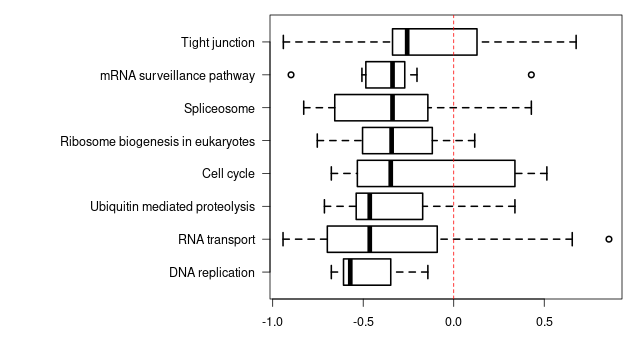 Tight junction
mRNA surveillance pathway
Spliceosome
Ribosome biogenesis in eukaryotes
Cell cycle
Ubiquitin mediated proteolysis
RNA transport
DNA replication
-1.0 -0.5 0.0 0.5